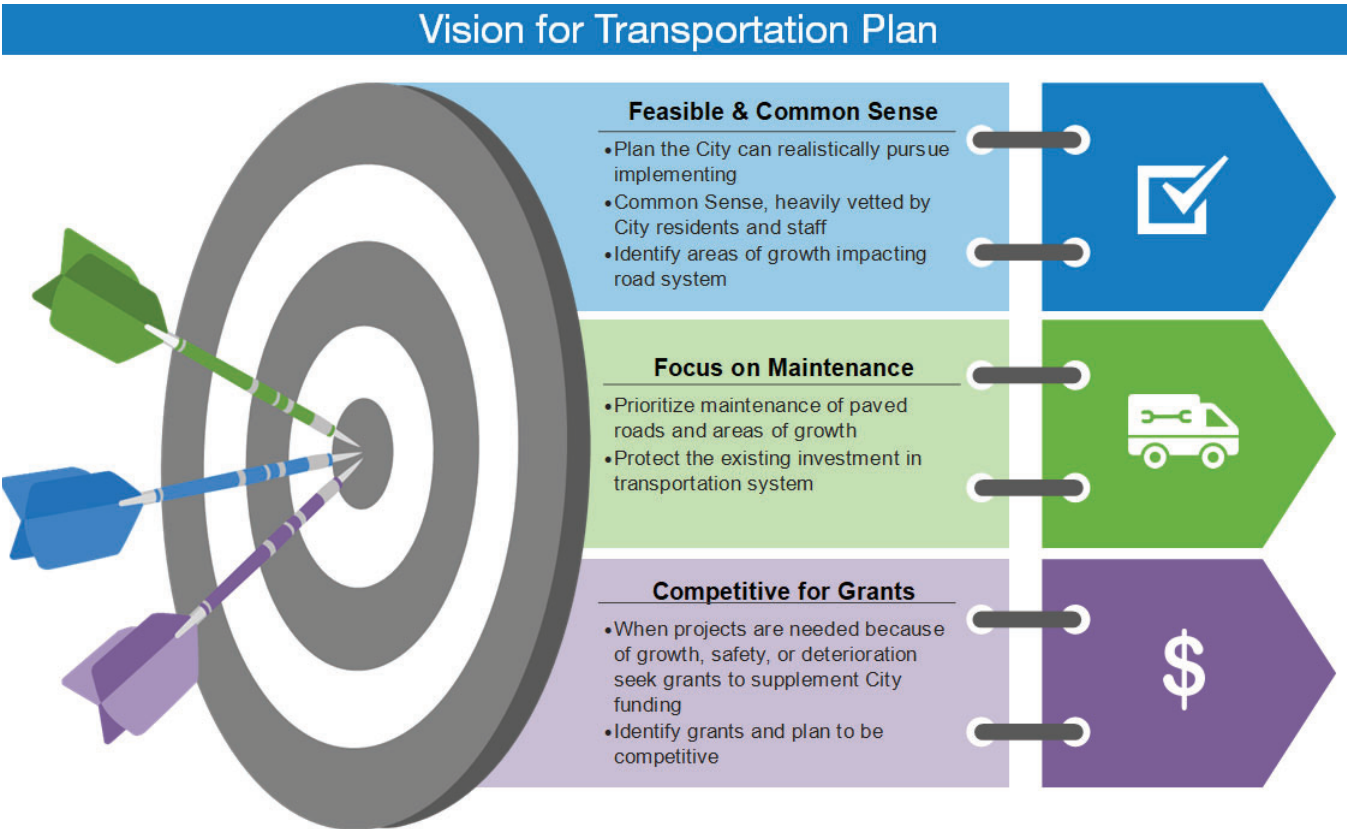 Vision for Transportation Plan
Feasible & Common Sense
•Plan the City can realistically pursue
implementing
•Common Sense, heavily vetted by
City residents and staff
•Identify areas of growth impacting
road system
Focus on Maintenance
•Prioritize maintenance of paved
roads and areas of growth
•Protect the existing investment in
transportation system
Competitive for Grants
•When projects are needed because
of growth, safety, or deterioration
seek grants to supplement City
funding
•Identify grants and plan to be
competitive
$